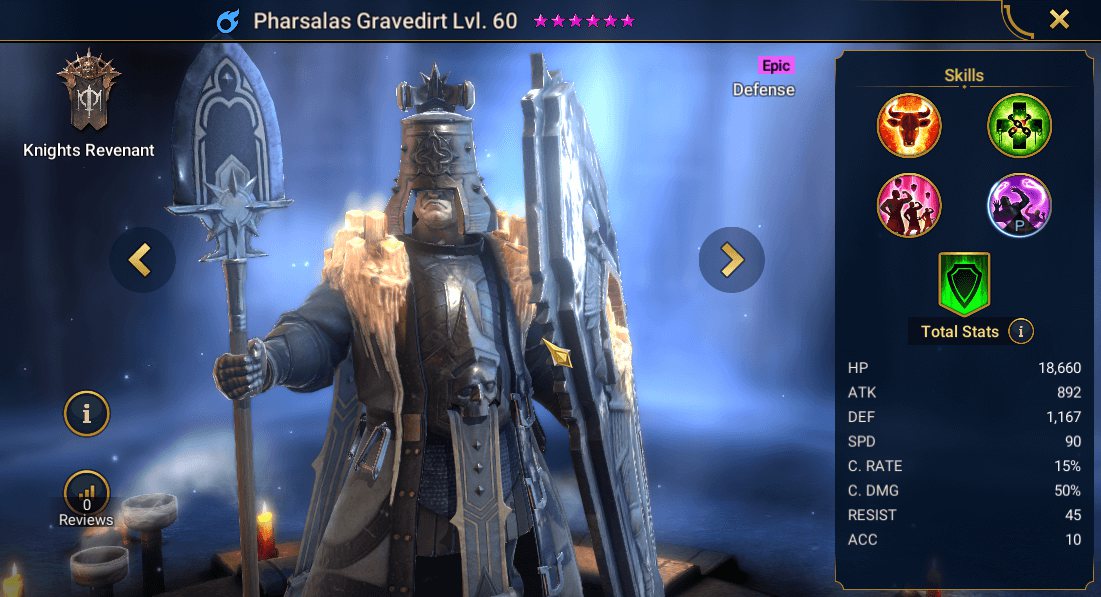 Pharsalas Gravedirt Lvl. 60
Knights Revenant
Epic
Defense
Skills
P
Total Stats
i
HP 18,660
ATK 892
DEF 1,167
SPD 90
C. RATE 15%
C. DMG 50%
RESIST 45
ACC 10
i
0
Reviews